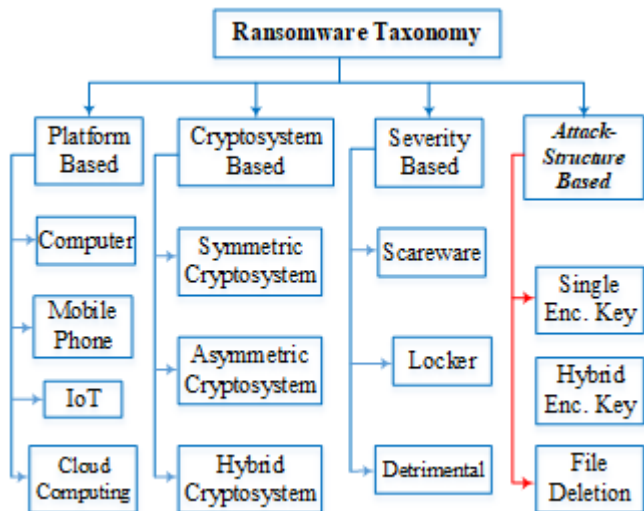 Ransomware Taxonomy
Platform
Based
Computer
Mobile
Phone
IoT
Cloud
Computing
Cryptosystem
Based
Symmetric
Cryptosystem
Asymmetric
Cryptosystem
Hybrid
Cryptosystem
Severity
Based
Scareware
Locker
Detrimental
Attack-
Structure
Based
Single
Enc. Key
Hybrid
Enc. Key
File
Deletion